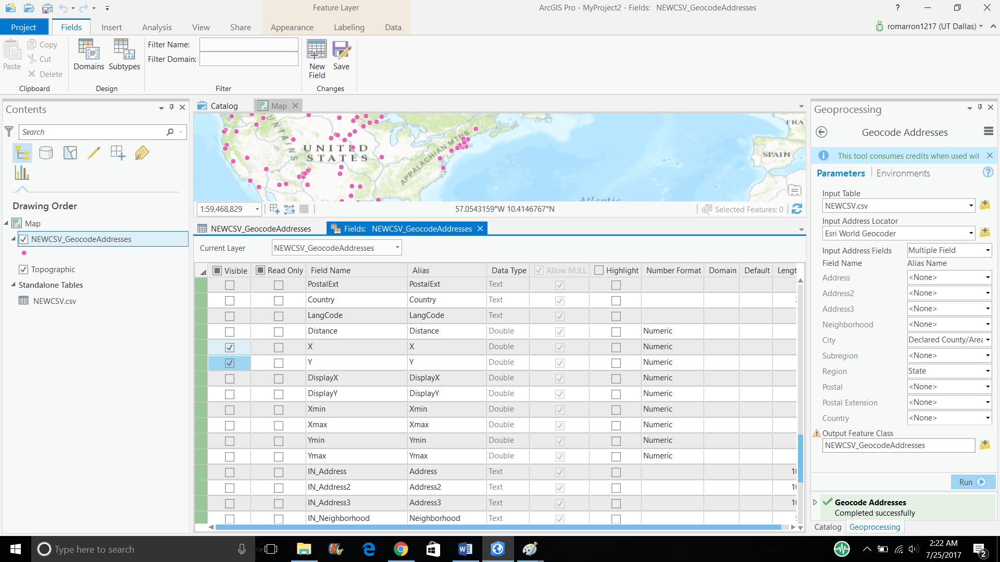 Feature Layer
ArcGIS Pro - MyProject2 - Fields: NEWCSV_GeocodeAddresses
?
Project Fields Insert Analysis View Share Appearance Labeling Data
romarron1217 (UT Dallas)
Paste
Copy
Cut
Delete
Clipboard
Domains Subtypes
Design
Filter Name:
Filter Domain:
Filter
New Field
Save
Changes
Contents
Search
Drawing Order
Map
NEWCSV_GeocodeAddresses
Topographic
Standalone Tables
NEWCSV.csv
Catalog Map
UNITED
STATES
APPALACHIAN MTNS
Atlantic
FRA
SPAIN
1:59,468,829
57.0543159°W 10.4146767°N
Selected Features: 0
NEWCSV_GeocodeAddresses Fields: NEWCSV_GeocodeAddresses
Current Layer NEWCSV_GeocodeAddresses
Visible Read Only Field Name Alias Data Type Allow NULL Highlight Number Format Domain Default Lengt
PostalExt PostalExt Text
Country Country Text
LangCode LangCode Text
Distance Distance Double Numeric
X X Double Numeric
Y Y Double Numeric
DisplayX DisplayX Double Numeric
DisplayY DisplayY Double Numeric
Xmin Xmin Double Numeric
Xmax Xmax Double Numeric
Ymin Ymin Double Numeric
Ymax Ymax Double Numeric
IN_Address Address Text
IN_Address2 Address2 Text
IN_Address3 Address3 Text
IN_Neighborhood Neighborhood Text
Geoprocessing
Geocode Addresses
This tool consumes credits when used wit
Parameters Environments
?
Input Table
NEWCSV.csv
Input Address Locator
Esri World Geocoder
Input Address Fields Multiple Field
Field Name Alias Name
Address <None>
Address2 <None>
Address3 <None>
Neighborhood <None>
City Declared County/Area
Subregion <None>
Region State
Postal <None>
Postal Extension <None>
Country <None>
Output Feature Class
NEWCSV_GeocodeAddresses
Run
Geocode Addresses
Completed successfully
Catalog Geoprocessing
Type here to search
2:22 AM
7/25/2017
2